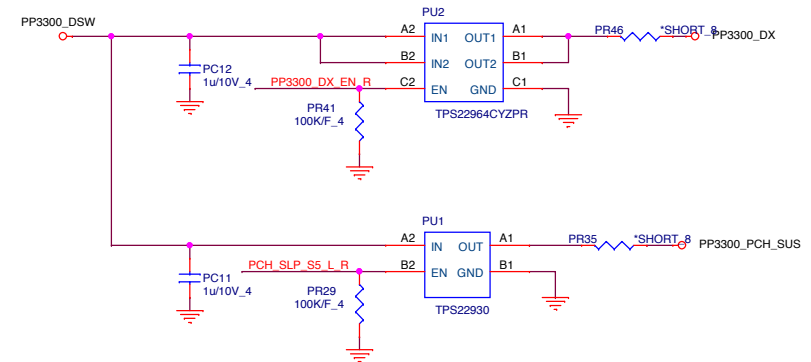 PU2
PP3300_DSW
A2 IN1 OUT1 A1
PR46 *SHORT_8 PP3300_DX
B2 IN2 OUT2 B1
PC12
1u/10V_4
PP3300_DX_EN_R C2 EN GND C1
PR41
100K/F_4
TPS22964CYZPR
PU1
A2 IN OUT A1
PR35 *SHORT_8 PP3300_PCH_SUS
PCH_SLP_S5_L_R B2 EN GND B1
PC11
1u/10V_4
PR29
100K/F_4
TPS22930